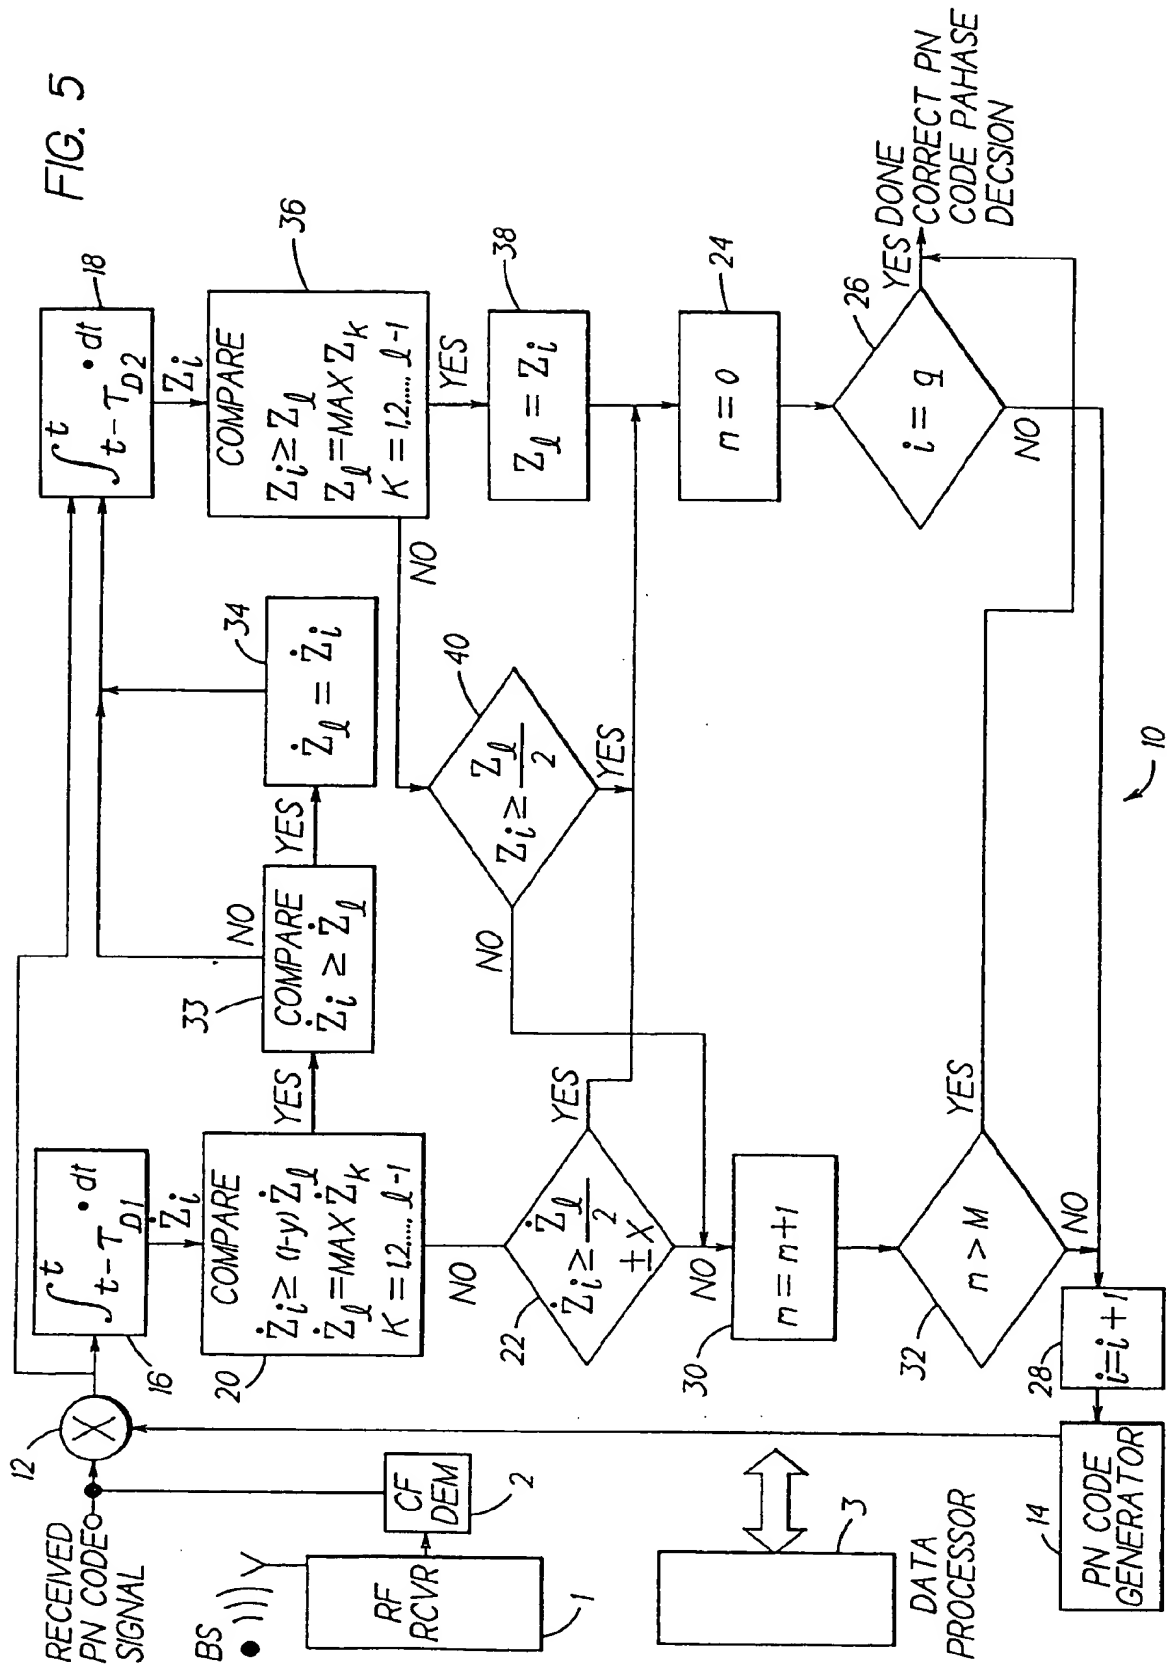 FIG. 5
RECEIVED
PN CODE
SIGNAL
12
X
16
∫ t t - τ D1 • dt
Żi
20
COMPARE
Żi ≥ (1-y) Żℓ
Żℓ = MAX Żk
K = 1,2,..., ℓ-1
YES
NO
33
COMPARE
Żi ≥ Żℓ
NO
YES
34
Żℓ = Żi
18
∫ t t - τ D2 • dt
Zi
36
COMPARE
Zi ≥ Zℓ
Zℓ = MAX Zk
K = 1,2,..., ℓ-1
NO
YES
38
Zℓ = Zi
40
Zi ≥ Zℓ/2
NO
YES
22
Żi ≥ Żℓ/2
± X
YES
NO
24
m = 0
30
m = m+1
26
i = q
YES
NO
DONE
CORRECT PN
CODE PAHASE
DECSION
32
m > M
YES
NO
28
i = i + 1
14
PN CODE
GENERATOR
BS
RF
RCVR
1
CF
DEM
2
3
DATA
PROCESSOR
10